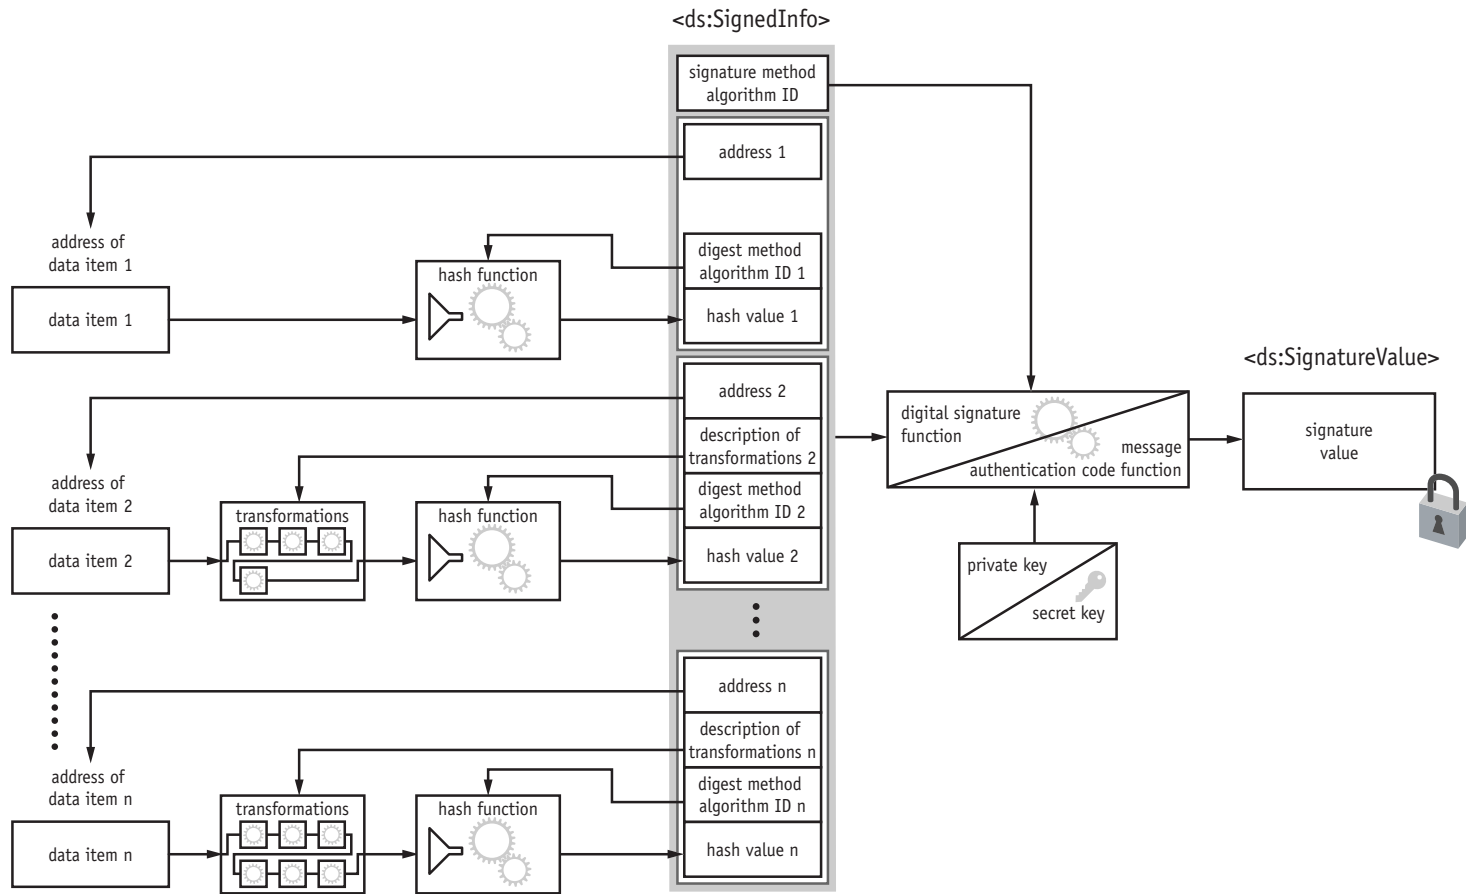 <ds:SignedInfo>
signature method
algorithm ID
address 1
address of
data item 1
digest method
algorithm ID 1
hash function
data item 1
hash value 1
<ds:SignatureValue>
address 2
digital signature
function
message
authentication code function
signature
value
description of
transformations 2
address of
data item 2
digest method
algorithm ID 2
transformations
hash function
data item 2
hash value 2
private key
secret key
address n
description of
transformations n
address of
data item n
digest method
algorithm ID n
transformations
hash function
data item n
hash value n